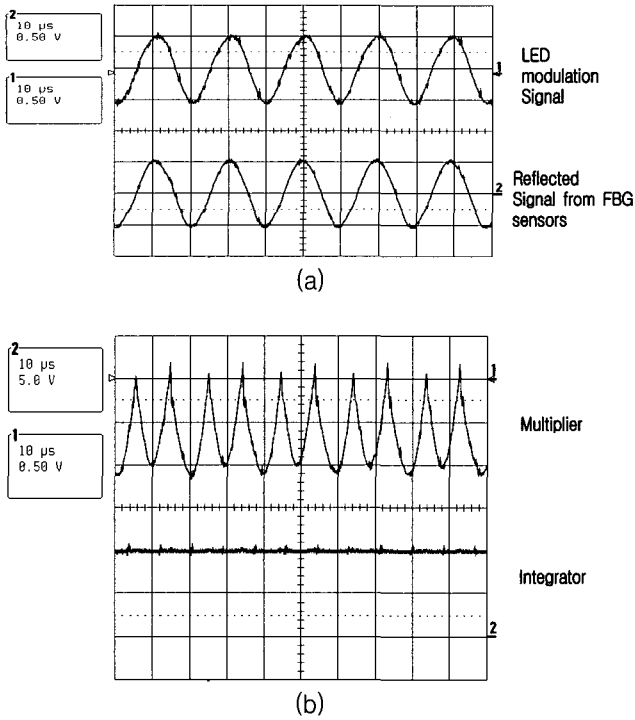 2
10 µs
0.50 V
1
10 µs
0.50 V
1
2
LED
modulation
Signal
Reflected
Signal from FBG
sensors
(a)
2
10 µs
5.0 V
1
10 µs
0.50 V
1
2
Multiplier
Integrator
(b)